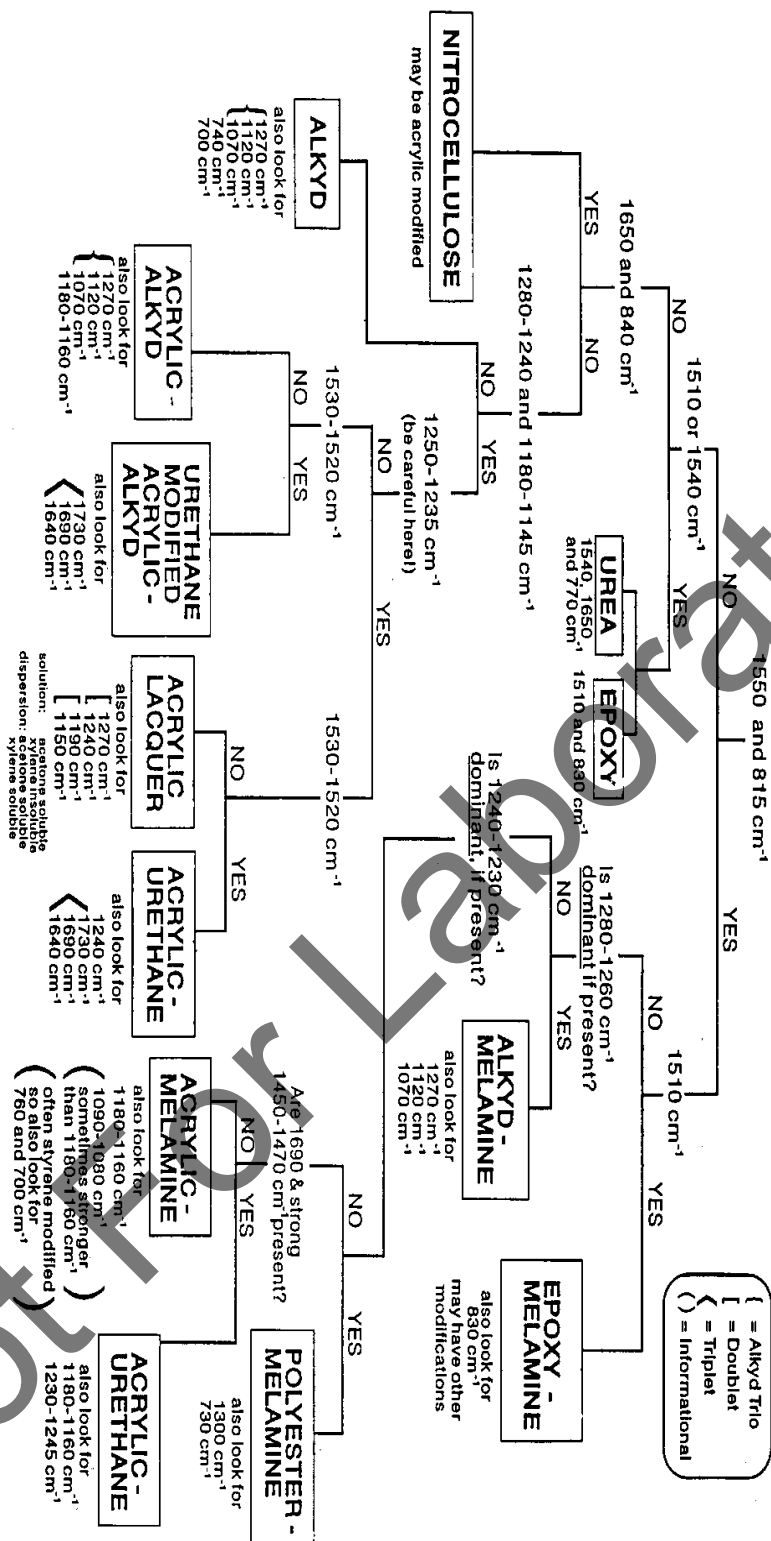 { = Alkyd Trio
[ = Doublet
< = Triplet
( ) = Informational
1550 and 815 cm⁻¹
NO
YES
1510 or 1540 cm⁻¹
NO
YES
1510 cm⁻¹
NO
YES
1650 and 840 cm⁻¹
YES
NO
UREA
1540, 1650
and 770 cm⁻¹
EPOXY
1510 and 830 cm⁻¹
Is 1280-1260 cm⁻¹
dominant if present?
NO
YES
EPOXY -
MELAMINE
also look for
830 cm⁻¹
may have other
modifications
NITROCELLULOSE
may be acrylic modified
1280-1240 and 1180-1145 cm⁻¹
NO
YES
Is 1240-1230 cm⁻¹
dominant, if present?
ALKYD-
MELAMINE
also look for
1270 cm⁻¹
1120 cm⁻¹
1070 cm⁻¹
NO
YES
ALKYD
also look for
{ 1270 cm⁻¹
1120 cm⁻¹
1070 cm⁻¹
740 cm⁻¹
700 cm⁻¹
1250-1235 cm⁻¹
(be careful here!)
NO
YES
1530-1520 cm⁻¹
NO
YES
1530-1520 cm⁻¹
NO
YES
Are 1690 & strong
1450-1470 cm⁻¹ present?
NO
YES
POLYESTER -
MELAMINE
also look for
1300 cm⁻¹
730 cm⁻¹
ACRYLIC -
ALKYD
also look for
{ 1270 cm⁻¹
1120 cm⁻¹
1070 cm⁻¹
1180-1160 cm⁻¹
URETHANE
MODIFIED
ACRYLIC -
ALKYD
also look for
< 1730 cm⁻¹
1690 cm⁻¹
1640 cm⁻¹
ACRYLIC
LACQUER
also look for
[ 1270 cm⁻¹
1240 cm⁻¹
[ 1190 cm⁻¹
1150 cm⁻¹
solution: acetone soluble
xylene insoluble
dispersion: acetone soluble
xylene soluble
ACRYLIC-
URETHANE
also look for
1240 cm⁻¹
< 1730 cm⁻¹
1690 cm⁻¹
1640 cm⁻¹
ACRYLIC-
MELAMINE
also look for
1180-1160 cm⁻¹
( 1090-1080 cm⁻¹
sometimes stronger
than 1180-1160 cm⁻¹ )
( often styrene modified
so also look for
760 and 700 cm⁻¹ )
ACRYLIC-
URETHANE
also look for
1180-1160 cm⁻¹
1230-1245 cm⁻¹
For Laborat